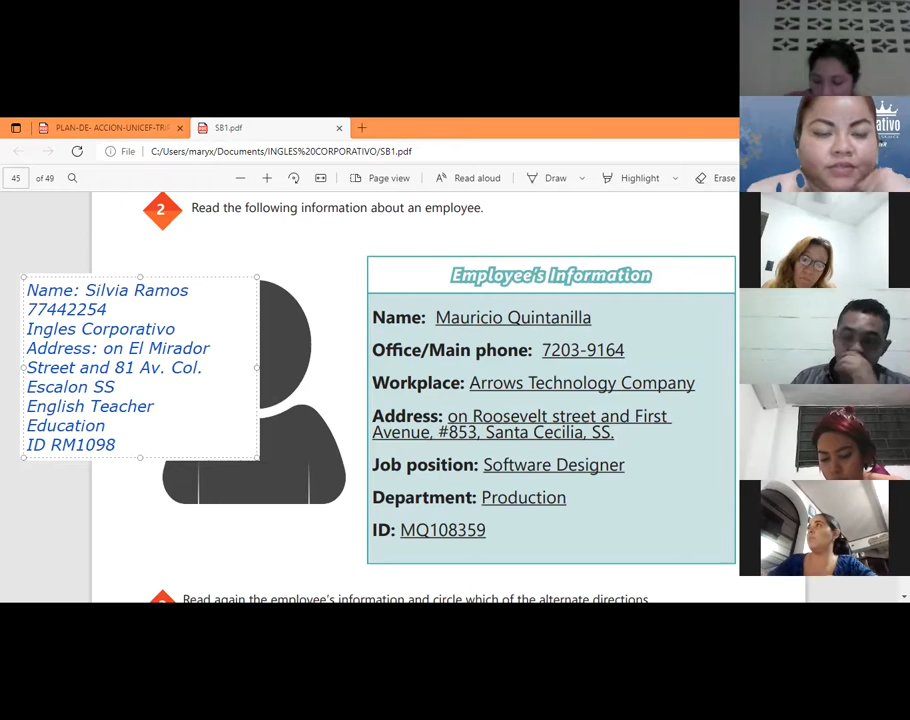 PLAN-DE- ACCION-UNICEF-TRI
SB1.pdf
File
C:/Users/maryx/Documents/INGLES%20CORPORATIVO/SB1.pdf
45 of 49
Page view
Read aloud
Draw
Highlight
Erase
2 Read the following information about an employee.
Name: Silvia Ramos
77442254
Ingles Corporativo
Address: on El Mirador
Street and 81 Av. Col.
Escalon SS
English Teacher
Education
ID RM1098
Employee's Information
Name: Mauricio Quintanilla
Office/Main phone: 7203-9164
Workplace: Arrows Technology Company
Address: on Roosevelt street and First
Avenue, #853, Santa Cecilia, SS.
Job position: Software Designer
Department: Production
ID: MQ108359
Read again the employee's information and circle which of the alternate directions
ativo